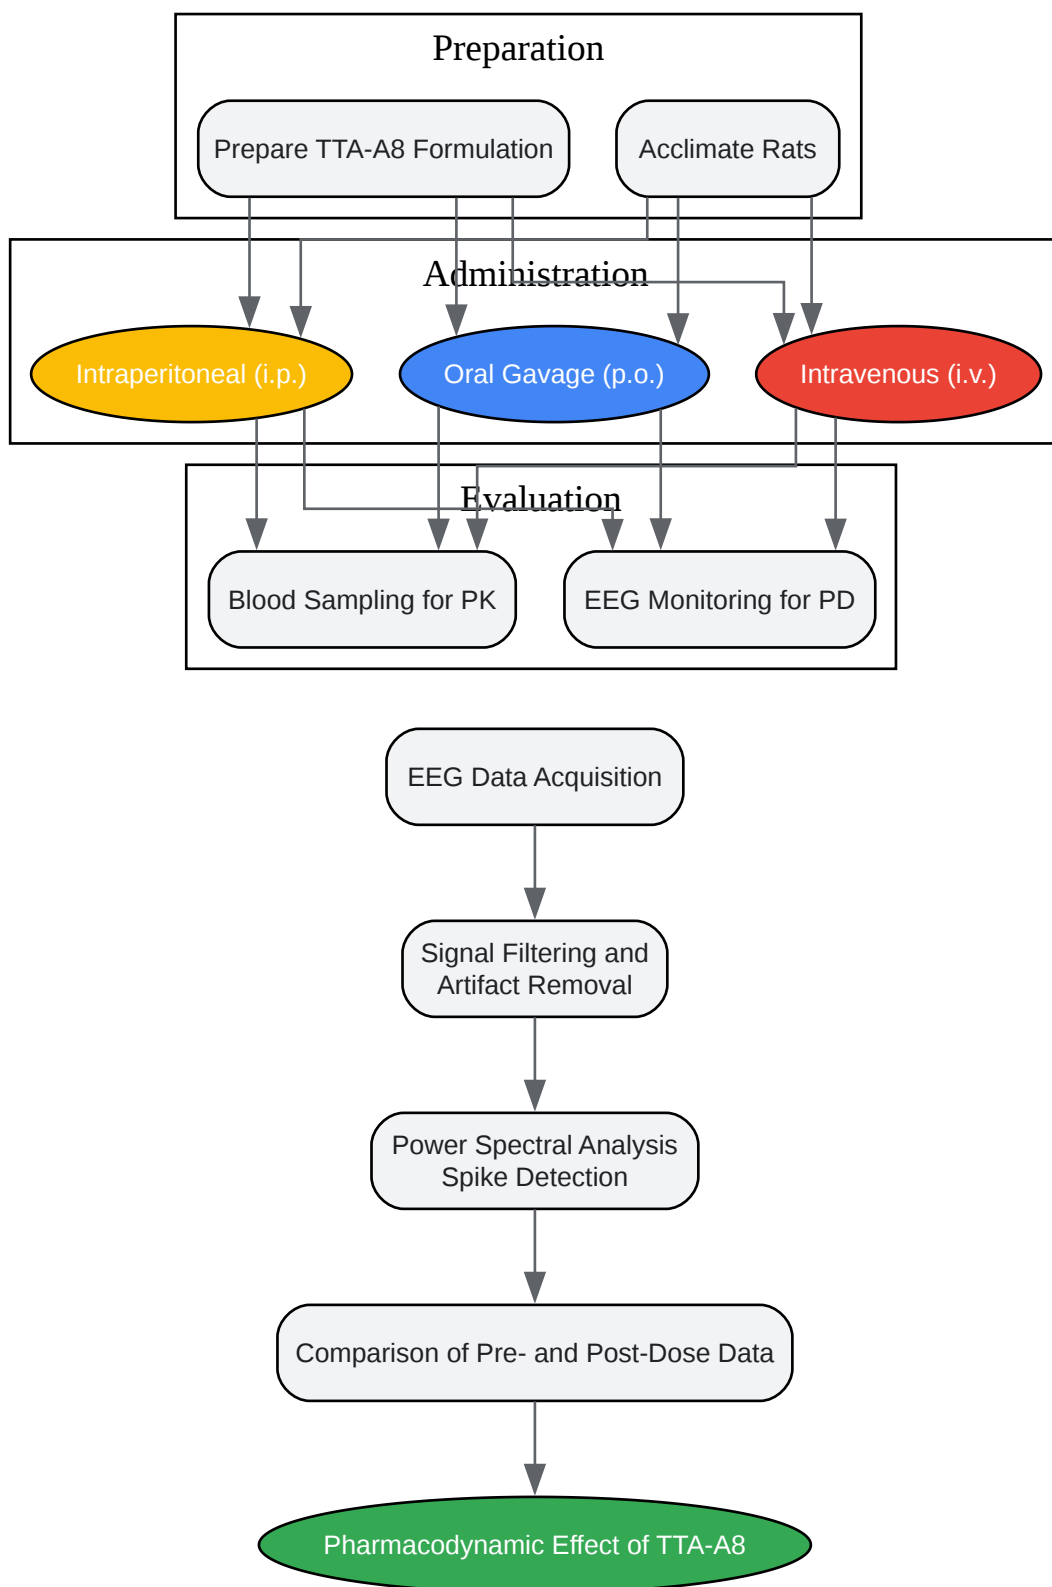 Preparation
Prepare TTA-A8 Formulation
Acclimate Rats
Administration
Intraperitoneal (i.p.)
Oral Gavage (p.o.)
Intravenous (i.v.)
Evaluation
Blood Sampling for PK
EEG Monitoring for PD
EEG Data Acquisition
Signal Filtering and
Artifact Removal
Power Spectral Analysis
Spike Detection
Comparison of Pre- and Post-Dose Data
Pharmacodynamic Effect of TTA-A8